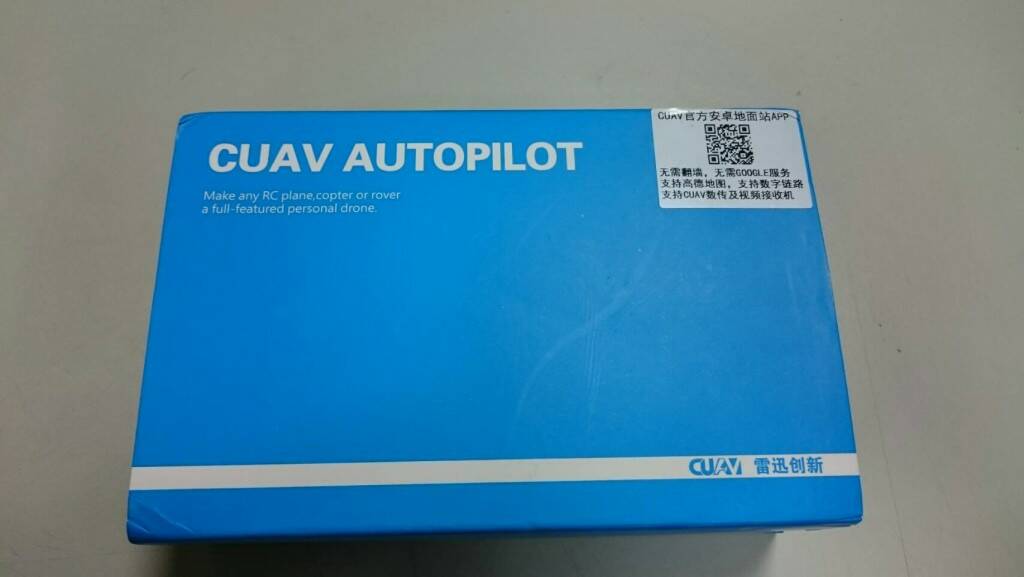 CUAV AUTOPILOT
Make any RC plane,copter or rover
a full-featured personal drone.
CUAV官方安卓地面站APP
无需翻墙，无需GOOGLE服务
支持高德地图，支持数字链路
支持CUAV数传及视频接收机
CUAV 雷迅创新